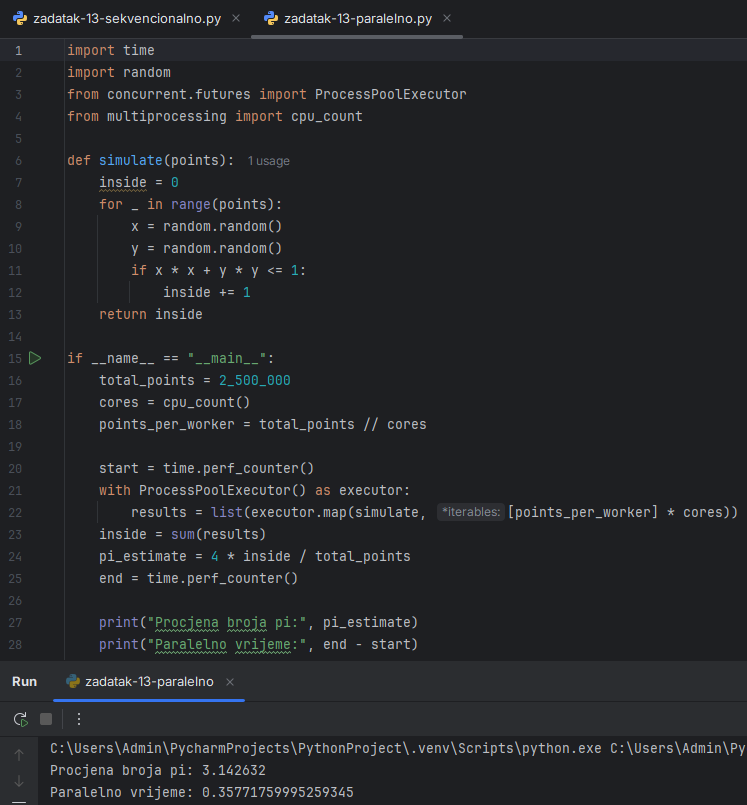 zadatak-13-sekvencionalno.py × zadatak-13-paralelno.py ×
1 import time
2 import random
3 from concurrent.futures import ProcessPoolExecutor
4 from multiprocessing import cpu_count
5
6 def simulate(points): 1 usage
7 inside = 0
8 for _ in range(points):
9 x = random.random()
10 y = random.random()
11 if x * x + y * y <= 1:
12 inside += 1
13 return inside
14
15 if __name__ == "__main__":
16 total_points = 2_500_000
17 cores = cpu_count()
18 points_per_worker = total_points // cores
19
20 start = time.perf_counter()
21 with ProcessPoolExecutor() as executor:
22 results = list(executor.map(simulate, *iterables: [points_per_worker] * cores))
23 inside = sum(results)
24 pi_estimate = 4 * inside / total_points
25 end = time.perf_counter()
26
27 print("Procjena broja pi:", pi_estimate)
28 print("Paralelno vrijeme:", end - start)
Run zadatak-13-paralelno ×
C:\Users\Admin\PycharmProjects\PythonProject\.venv\Scripts\python.exe C:\Users\Admin\Py
Procjena broja pi: 3.142632
Paralelno vrijeme: 0.35771759995259345